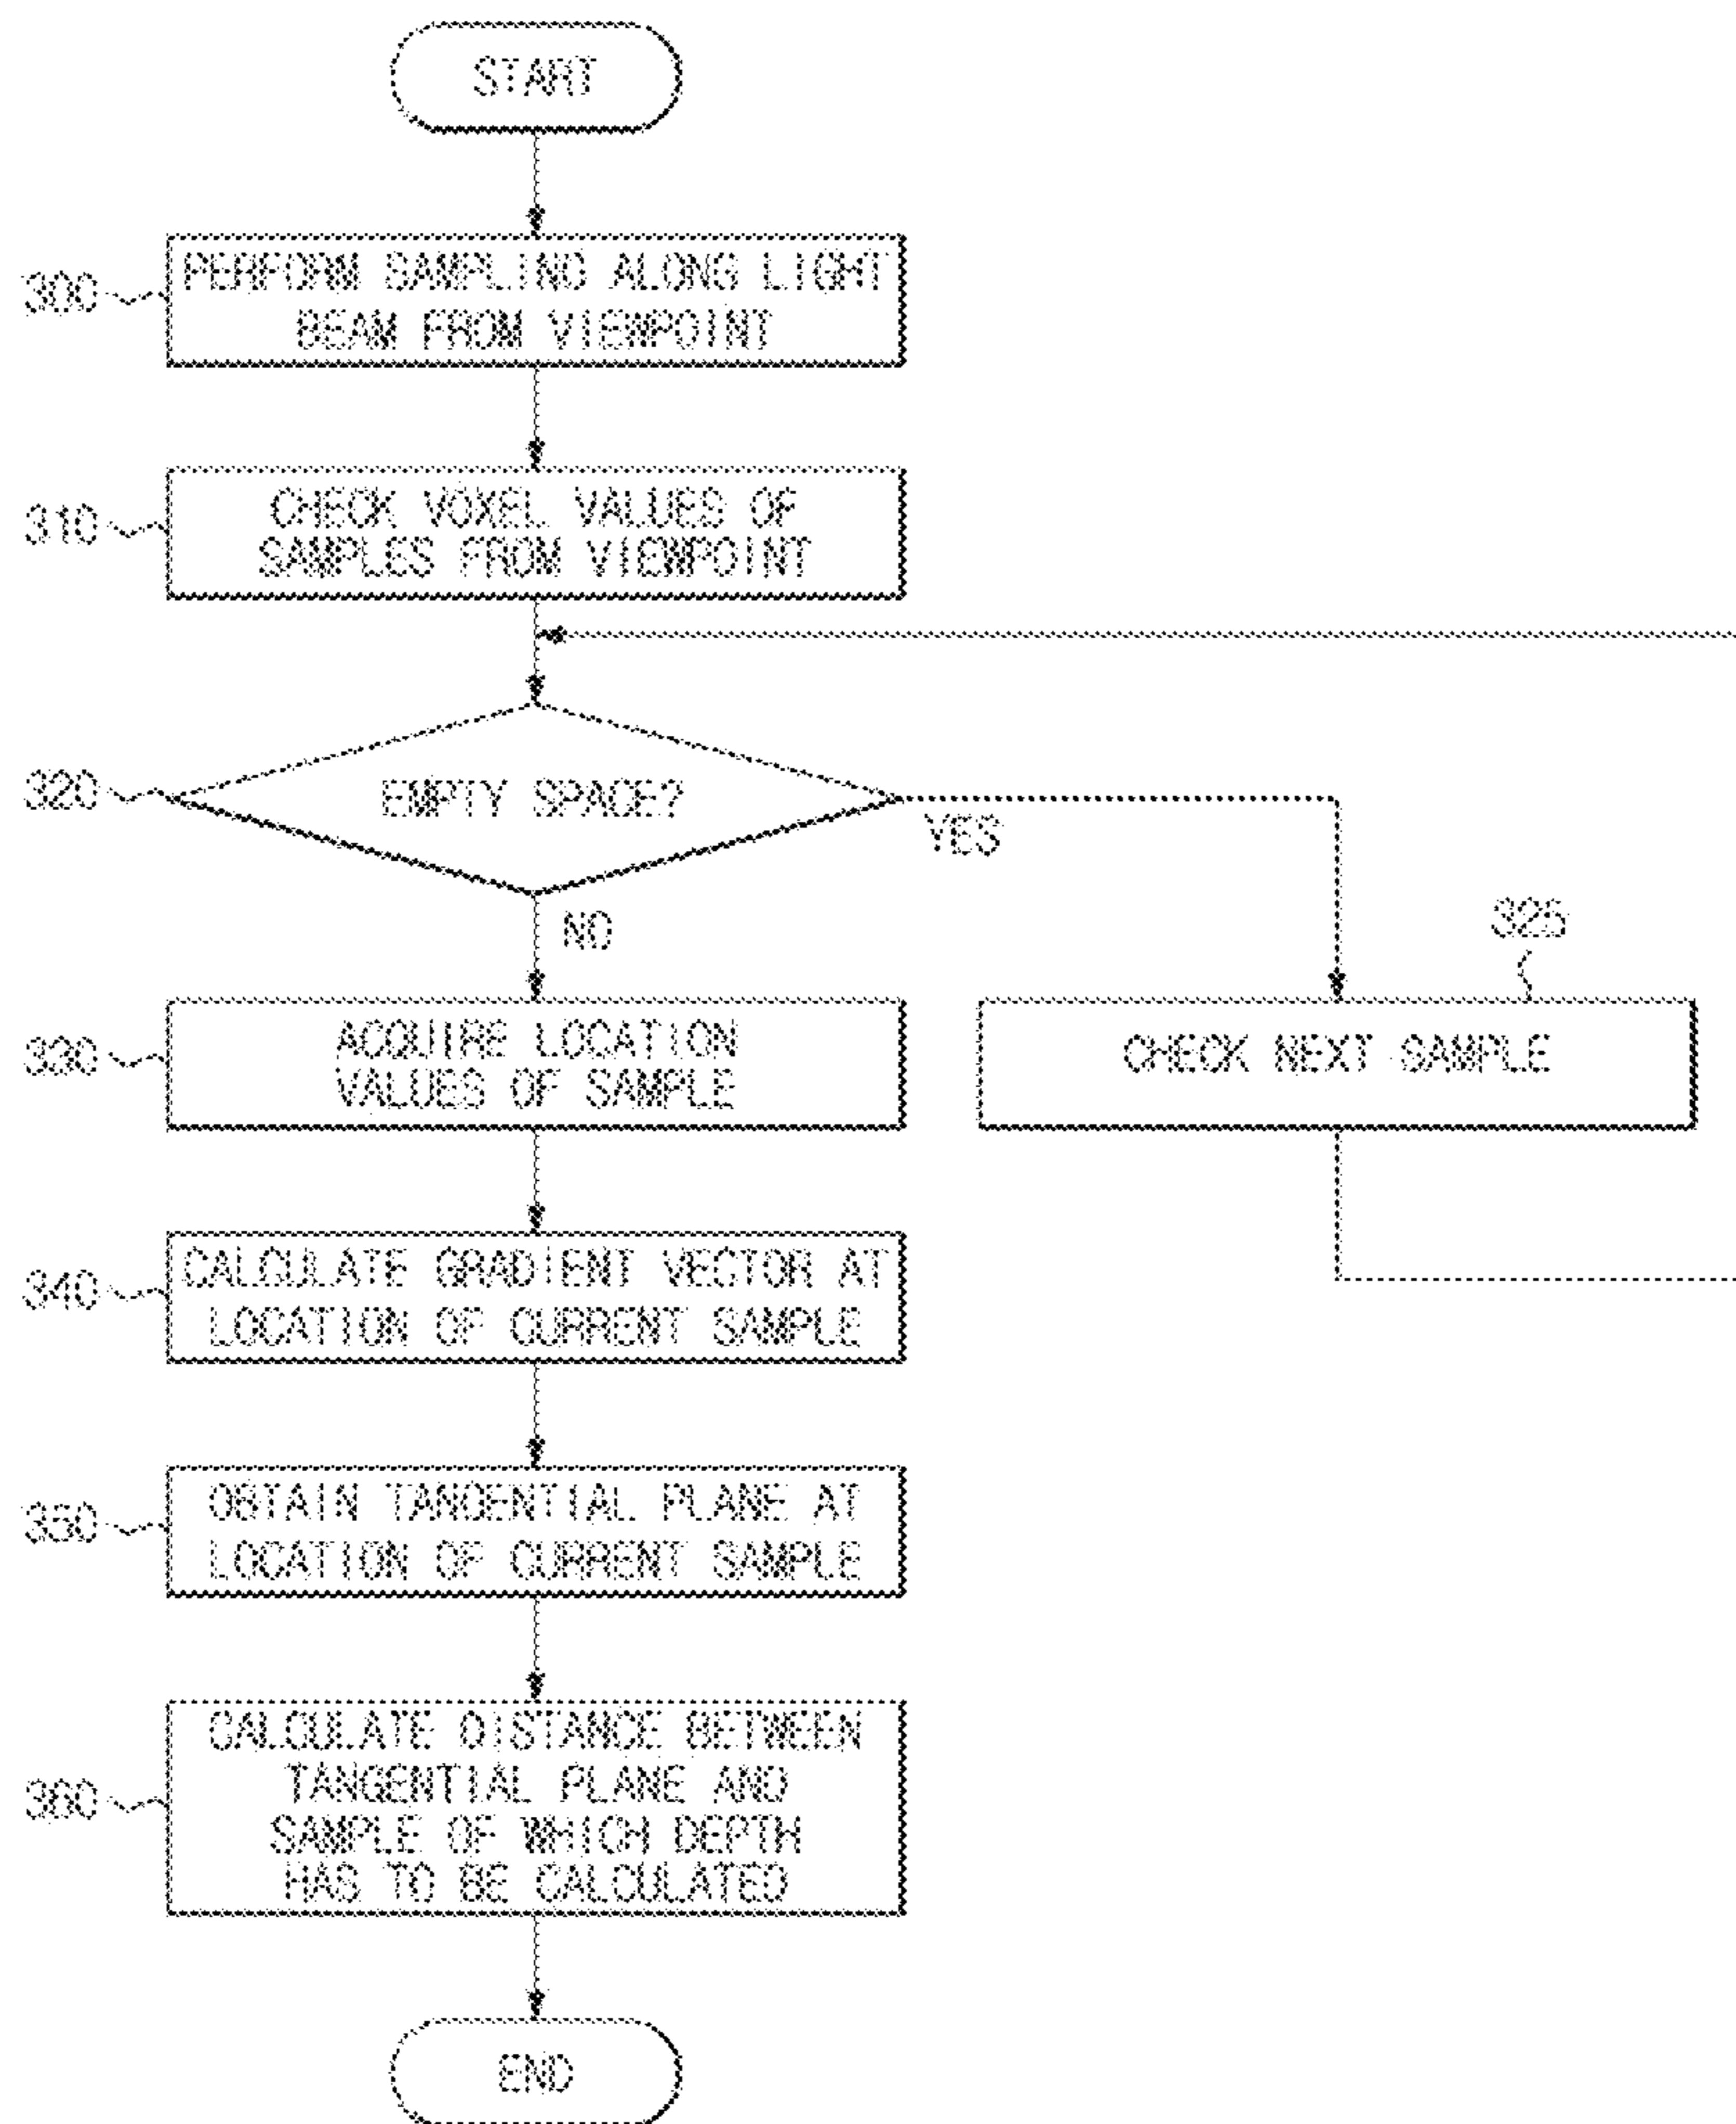 START
300
PERFORM SAMPLING ALONG LIGHT
BEAM FROM VIEWPOINT
310
CHECK VOXEL VALUES OF
SAMPLES FROM VIEWPOINT
320
EMPTY SPACE?
YES
NO
325
330
ACQUIRE LOCATION
VALUES OF SAMPLE
CHECK NEXT SAMPLE
340
CALCULATE GRADIENT VECTOR AT
LOCATION OF CURRENT SAMPLE
350
OBTAIN TANGENTIAL PLANE AT
LOCATION OF CURRENT SAMPLE
360
CALCULATE DISTANCE BETWEEN
TANGENTIAL PLANE AND
SAMPLE OF WHICH DEPTH
HAS TO BE CALCULATED
END